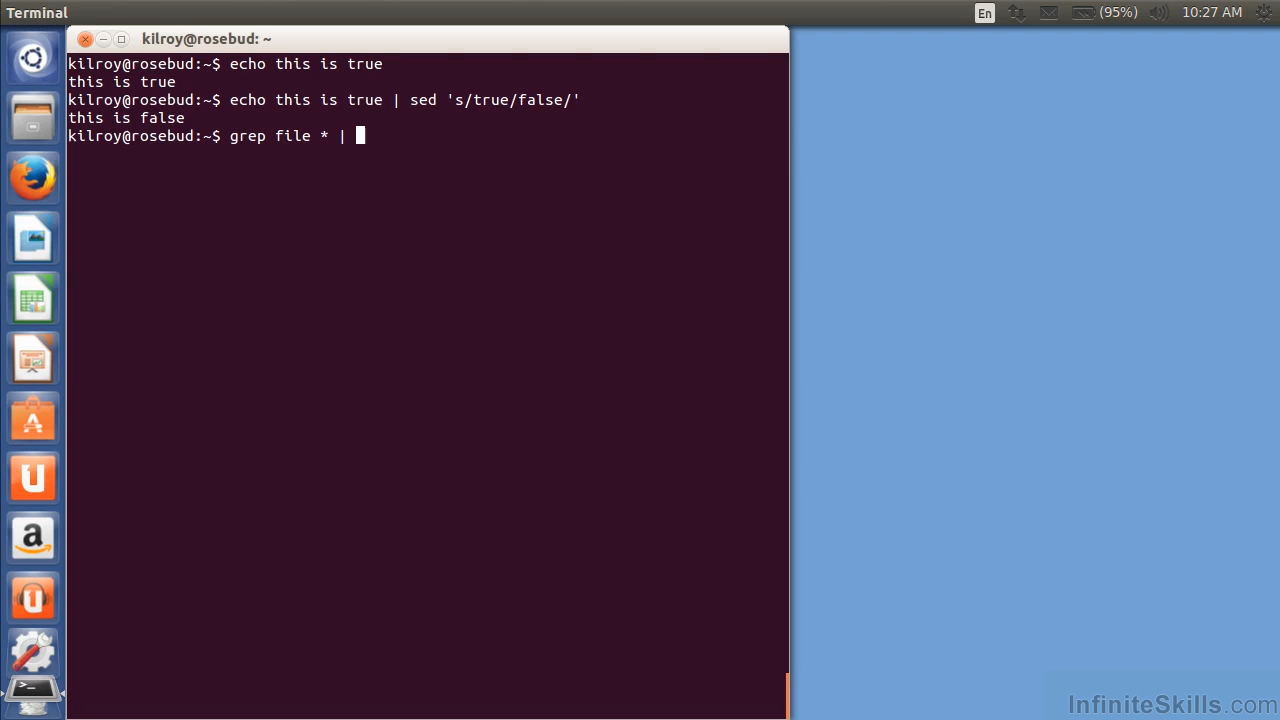 Terminal
En
(95%)
10:27 AM
kilroy@rosebud: ~
kilroy@rosebud:~$ echo this is true
this is true
kilroy@rosebud:~$ echo this is true | sed 's/true/false/'
this is false
kilroy@rosebud:~$ grep file * |
InfiniteSkills.com